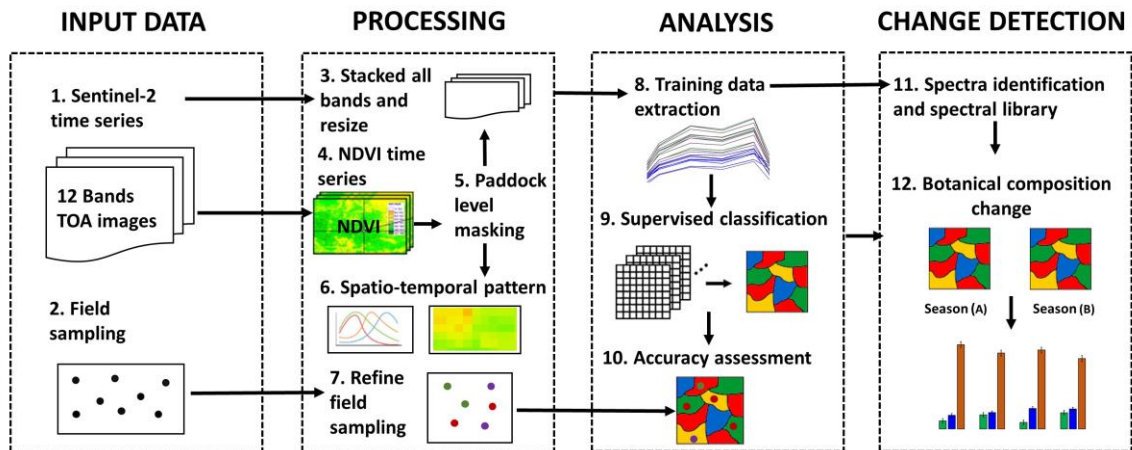 INPUT DATA
PROCESSING
ANALYSIS
CHANGE DETECTION
1. Sentinel-2
time series
12 Bands
TOA images
2. Field
sampling
3. Stacked all
bands and
resize
4. NDVI time
series
NDVI
5. Paddock
level
masking
6. Spatio-temporal pattern
7. Refine
field
sampling
8. Training data
extraction
9. Supervised classification
10. Accuracy assessment
11. Spectra identification
and spectral library
12. Botanical composition
change
Season (A)
Season (B)